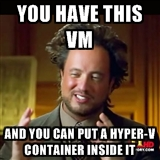 YOU HAVE THIS
VM
AND YOU CAN PUT A HYPER-V
CONTAINER INSIDE IT